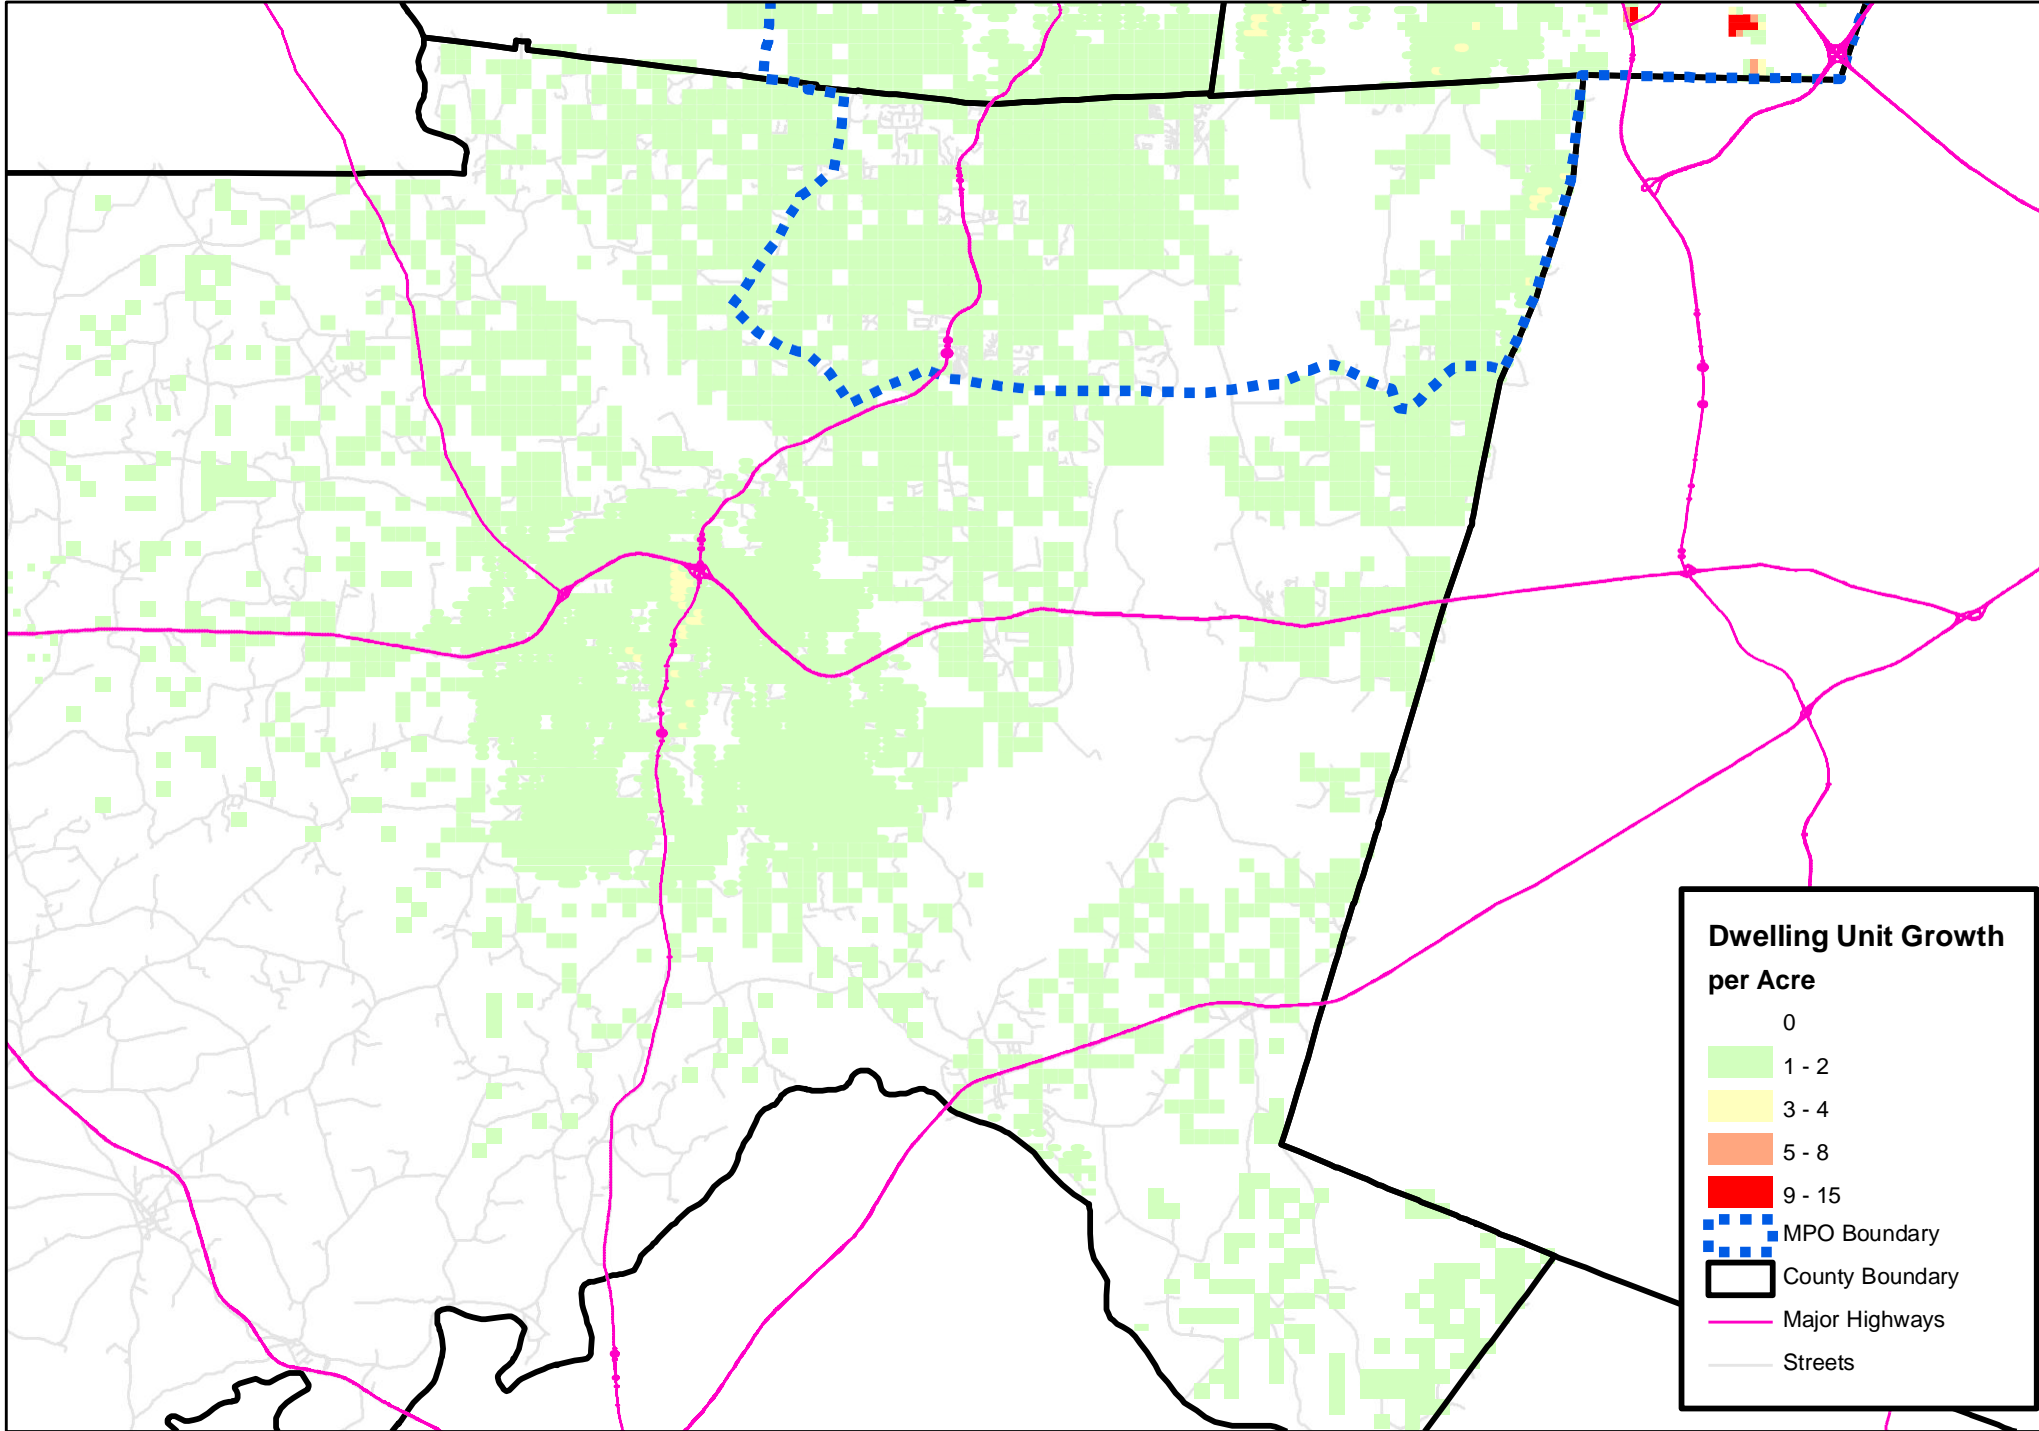 Dwelling Unit Growth
per Acre
0
1 - 2
3 - 4
5 - 8
9 - 15
MPO Boundary
County Boundary
Major Highways
Streets